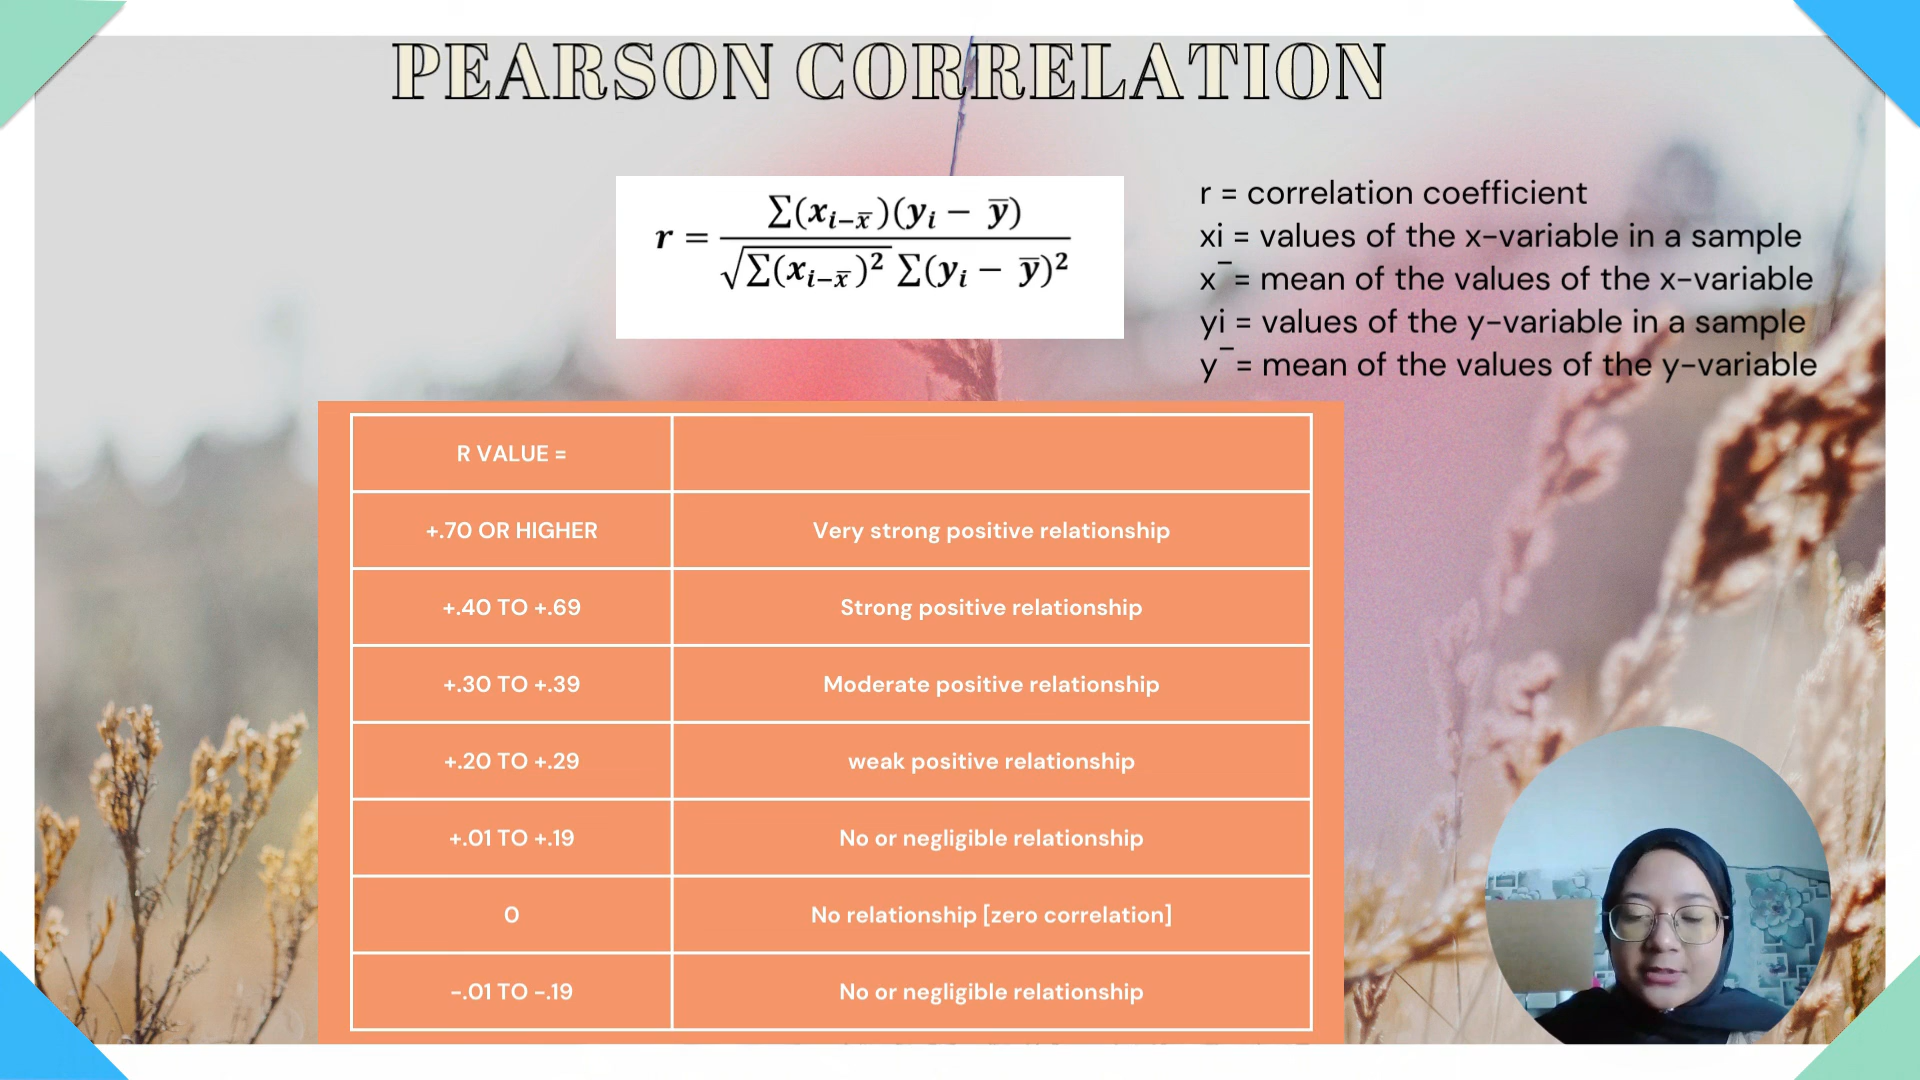 PEARSON CORRELATION
r = ∑(x_{i−x̅})(y_i − y̅) / √∑(x_{i−x̅})² ∑(y_i − y̅)²
r = correlation coefficient
xi = values of the x-variable in a sample
x¯= mean of the values of the x-variable
yi = values of the y-variable in a sample
y¯= mean of the values of the y-variable
R VALUE =
+.70 OR HIGHER Very strong positive relationship
+.40 TO +.69 Strong positive relationship
+.30 TO +.39 Moderate positive relationship
+.20 TO +.29 weak positive relationship
+.01 TO +.19 No or negligible relationship
0 No relationship [zero correlation]
-.01 TO -.19 No or negligible relationship